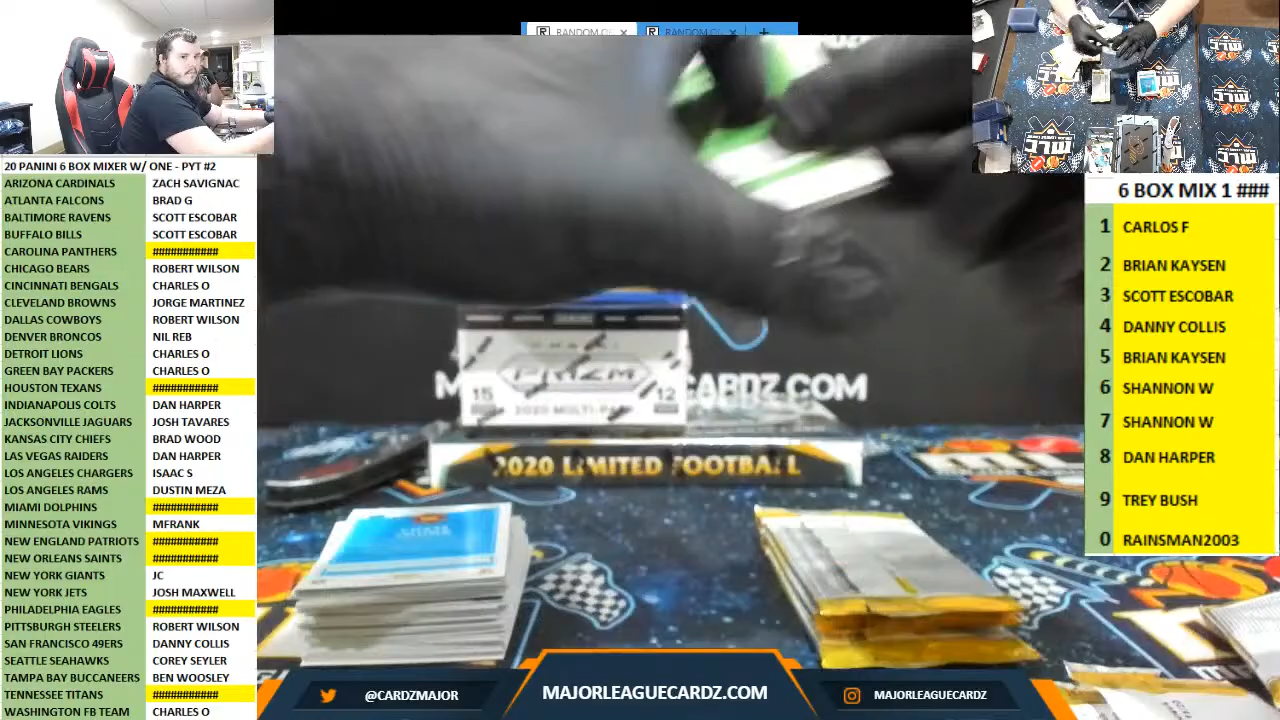 RANDOM
RANDOM
20 PANINI 6 BOX MIXER W/ ONE - PYT #2
ARIZONA CARDINALS ZACH SAVIGNAC
ATLANTA FALCONS BRAD G
BALTIMORE RAVENS SCOTT ESCOBAR
BUFFALO BILLS SCOTT ESCOBAR
CAROLINA PANTHERS ###########
CHICAGO BEARS ROBERT WILSON
CINCINNATI BENGALS CHARLES O
CLEVELAND BROWNS JORGE MARTINEZ
DALLAS COWBOYS ROBERT WILSON
DENVER BRONCOS NIL REB
DETROIT LIONS CHARLES O
GREEN BAY PACKERS CHARLES O
HOUSTON TEXANS ###########
INDIANAPOLIS COLTS DAN HARPER
JACKSONVILLE JAGUARS JOSH TAVARES
KANSAS CITY CHIEFS BRAD WOOD
LAS VEGAS RAIDERS DAN HARPER
LOS ANGELES CHARGERS ISAAC S
LOS ANGELES RAMS DUSTIN MEZA
MIAMI DOLPHINS ###########
MINNESOTA VIKINGS MFRANK
NEW ENGLAND PATRIOTS ###########
NEW ORLEANS SAINTS ###########
NEW YORK GIANTS JC
NEW YORK JETS JOSH MAXWELL
PHILADELPHIA EAGLES ###########
PITTSBURGH STEELERS ROBERT WILSON
SAN FRANCISCO 49ERS DANNY COLLIS
SEATTLE SEAHAWKS COREY SEYLER
TAMPA BAY BUCCANEERS BEN WOOSLEY
TENNESSEE TITANS ###########
WASHINGTON FB TEAM CHARLES O
6 BOX MIX 1 ###
1 CARLOS F
2 BRIAN KAYSEN
3 SCOTT ESCOBAR
4 DANNY COLLIS
5 BRIAN KAYSEN
6 SHANNON W
7 SHANNON W
8 DAN HARPER
9 TREY BUSH
0 RAINSMAN2003
PRIZM
15 12
CARDZ.COM
2020 LIMITED FOOTBALL
@CARDZMAJOR
MAJORLEAGUECARDZ.COM
MAJORLEAGUECARDZ